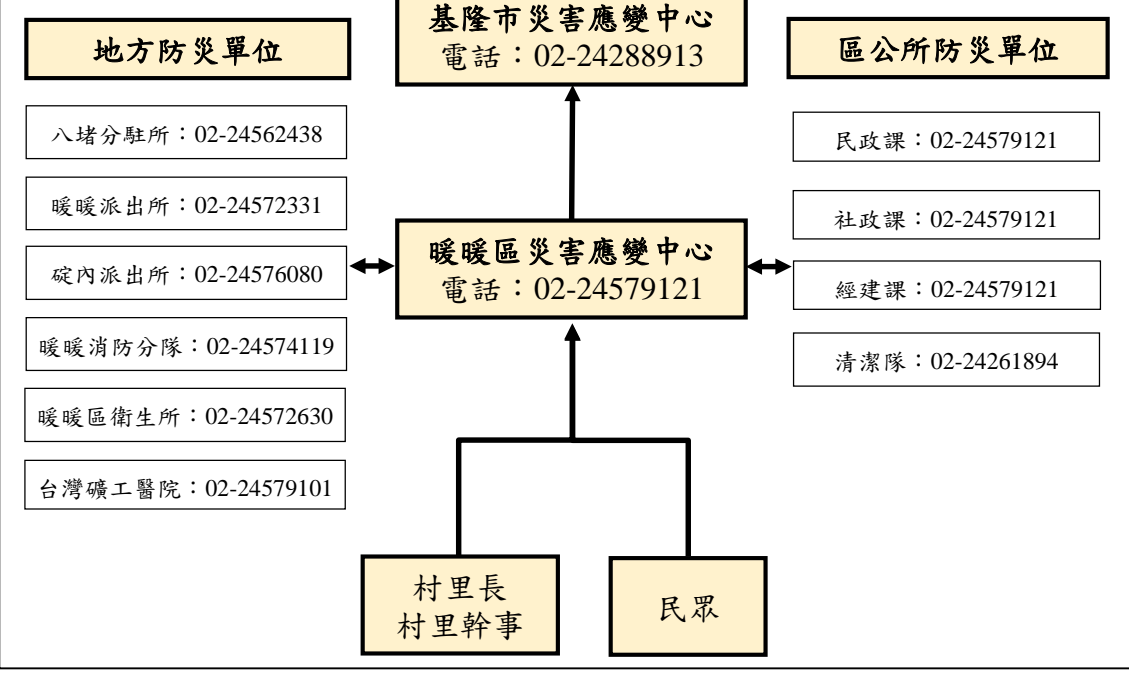 基隆市災害應變中心
電話：02-24288913
地方防災單位
八堵分駐所：02-24562438
暖暖派出所：02-24572331
碇內派出所：02-24576080
暖暖消防分隊：02-24574119
暖暖區衛生所：02-24572630
台灣礦工醫院：02-24579101
暖暖區災害應變中心
電話：02-24579121
區公所防災單位
民政課：02-24579121
社政課：02-24579121
經建課：02-24579121
清潔隊：02-24261894
村里長
村里幹事
民眾